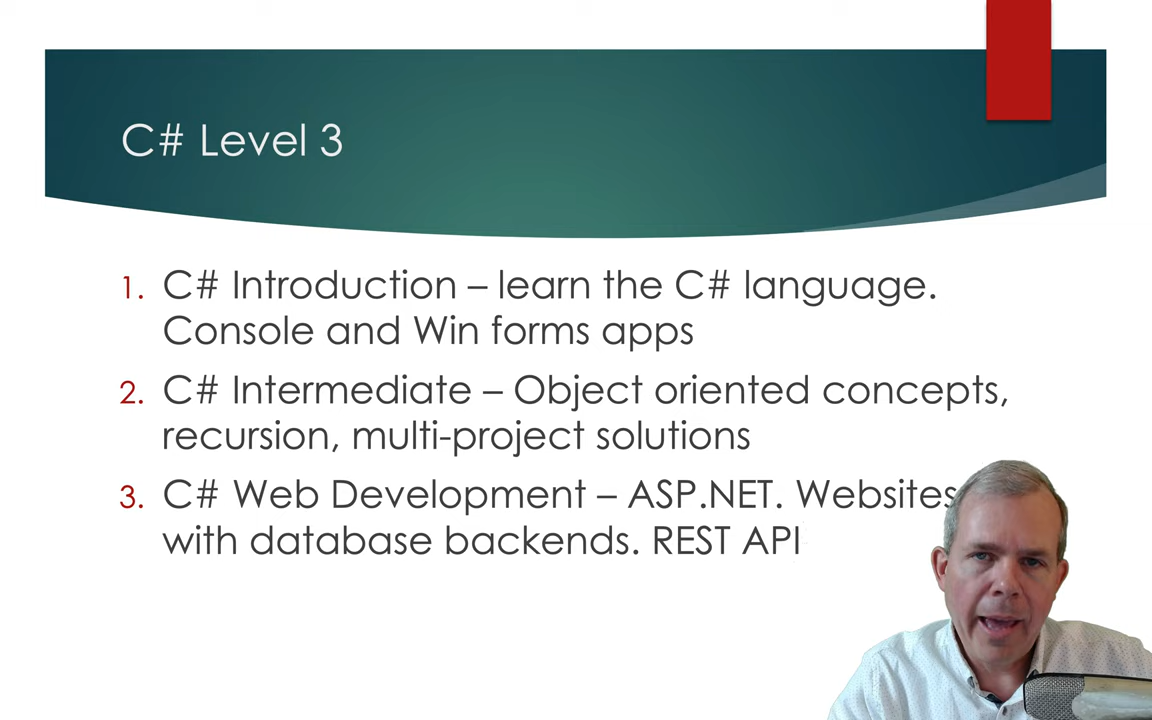 C# Level 3
1. C# Introduction – learn the C# language.
Console and Win forms apps
2. C# Intermediate – Object oriented concepts,
recursion, multi-project solutions
3. C# Web Development – ASP.NET. Websites
with database backends. REST API